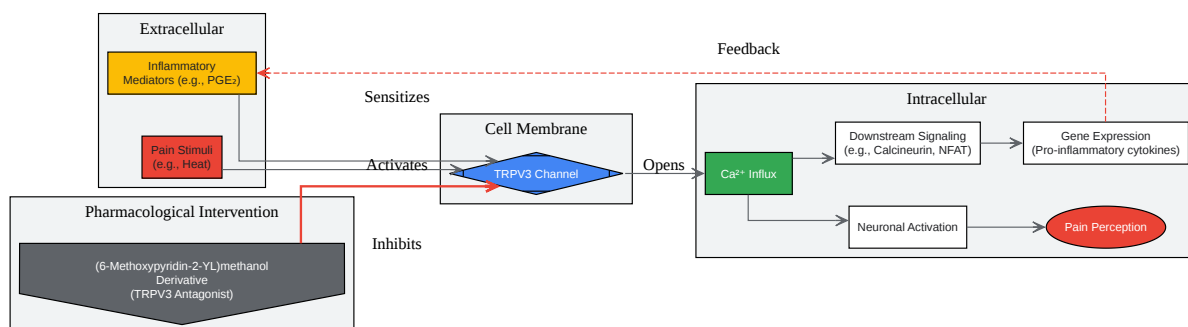 Extracellular
Inflammatory
Mediators (e.g., PGE₂)
Pain Stimuli
(e.g., Heat)
Feedback
Sensitizes
Activates
Inhibits
Cell Membrane
TRPV3 Channel
Opens
Intracellular
Ca²⁺ Influx
Downstream Signaling
(e.g., Calcineurin, NFAT)
Gene Expression
(Pro-inflammatory cytokines)
Neuronal Activation
Pain Perception
Pharmacological Intervention
(6-Methoxypyridin-2-YL)methanol
Derivative
(TRPV3 Antagonist)